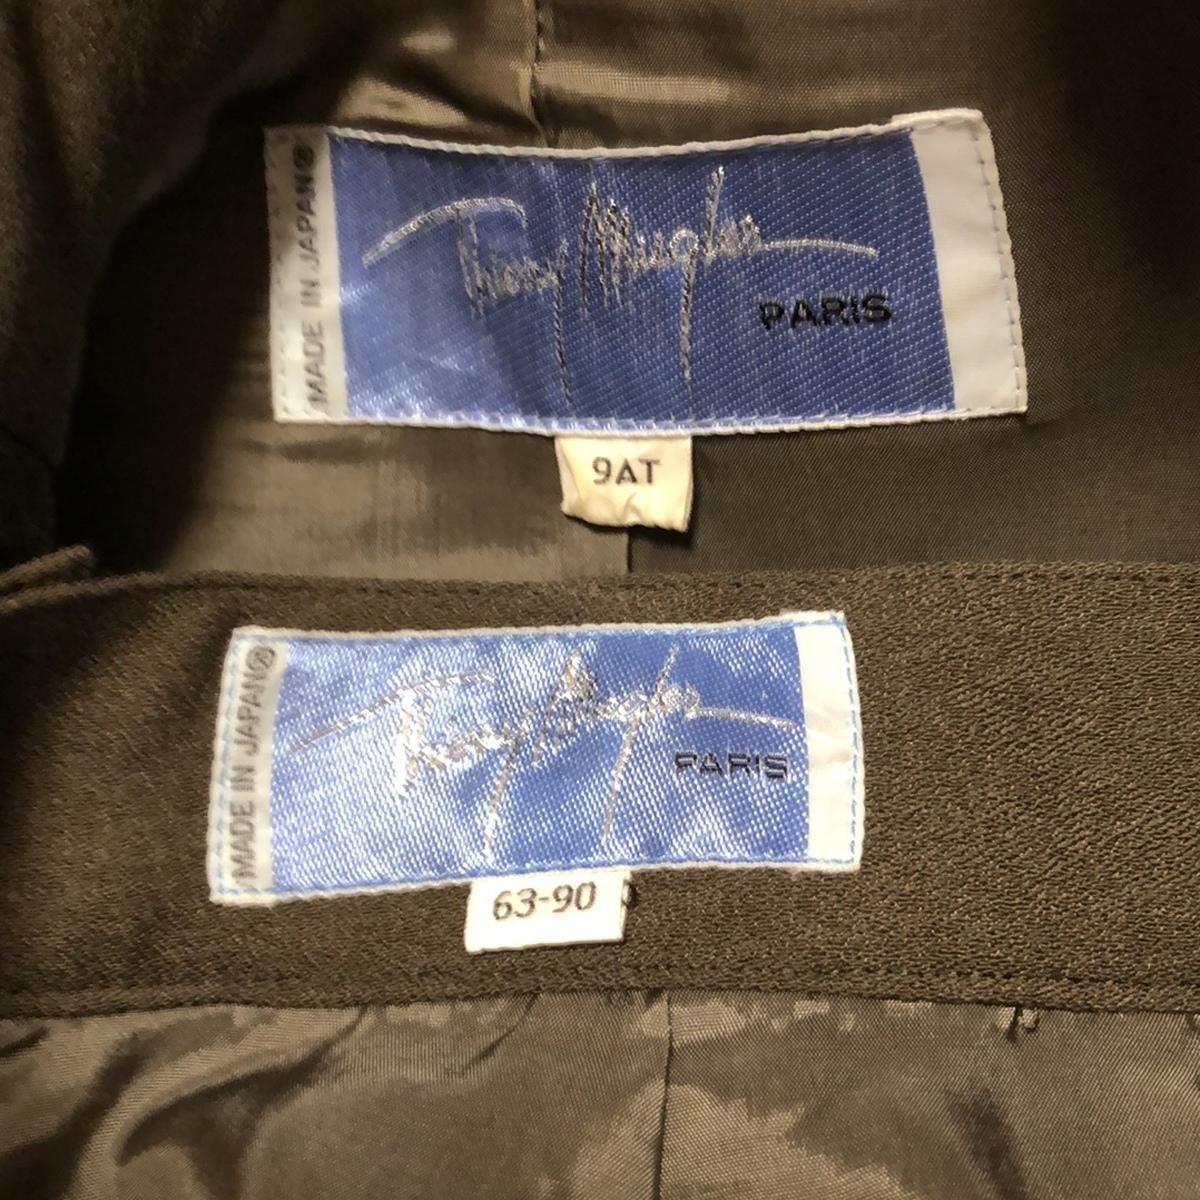 MADE IN JAPAN®
Thierry Mugler
PARIS
9AT
MADE IN JAPAN®
Thierry Mugler
PARIS
63-90